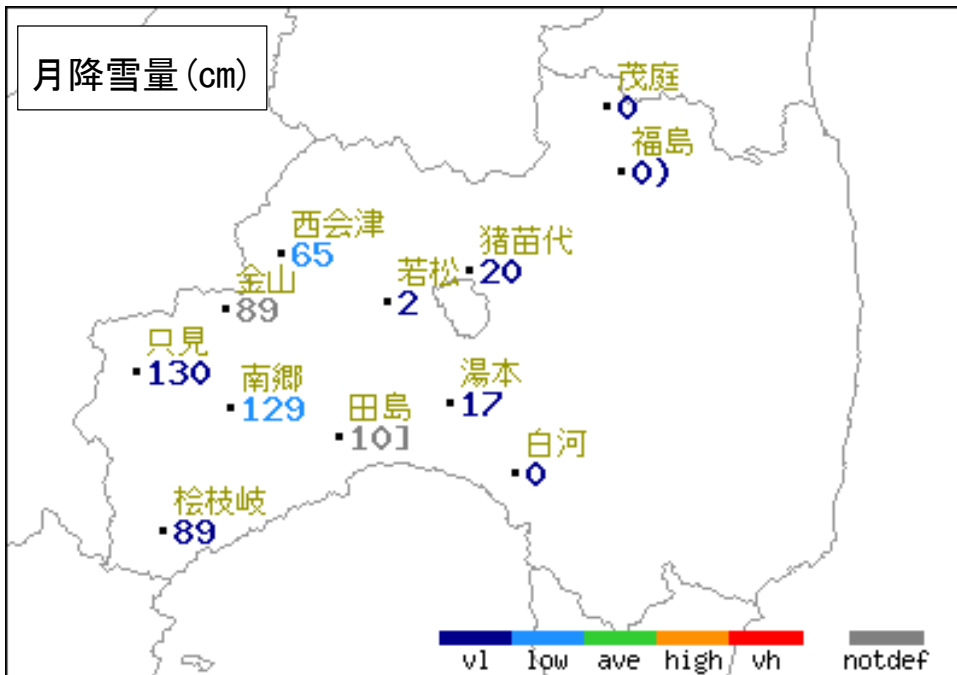 月降雪量(cm)
茂庭
0
福島
0)
西会津
65
猪苗代
20
若松
2
金山
89
只見
130
南郷
129
湯本
17
田島
10]
白河
0
桧枝岐
89
vl low ave high vh notdef